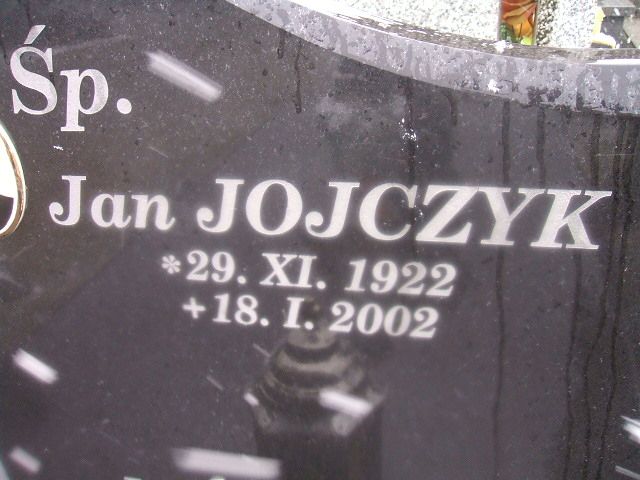 Śp.
Jan JOJCZYK
*29. XI. 1922
+18. I. 2002